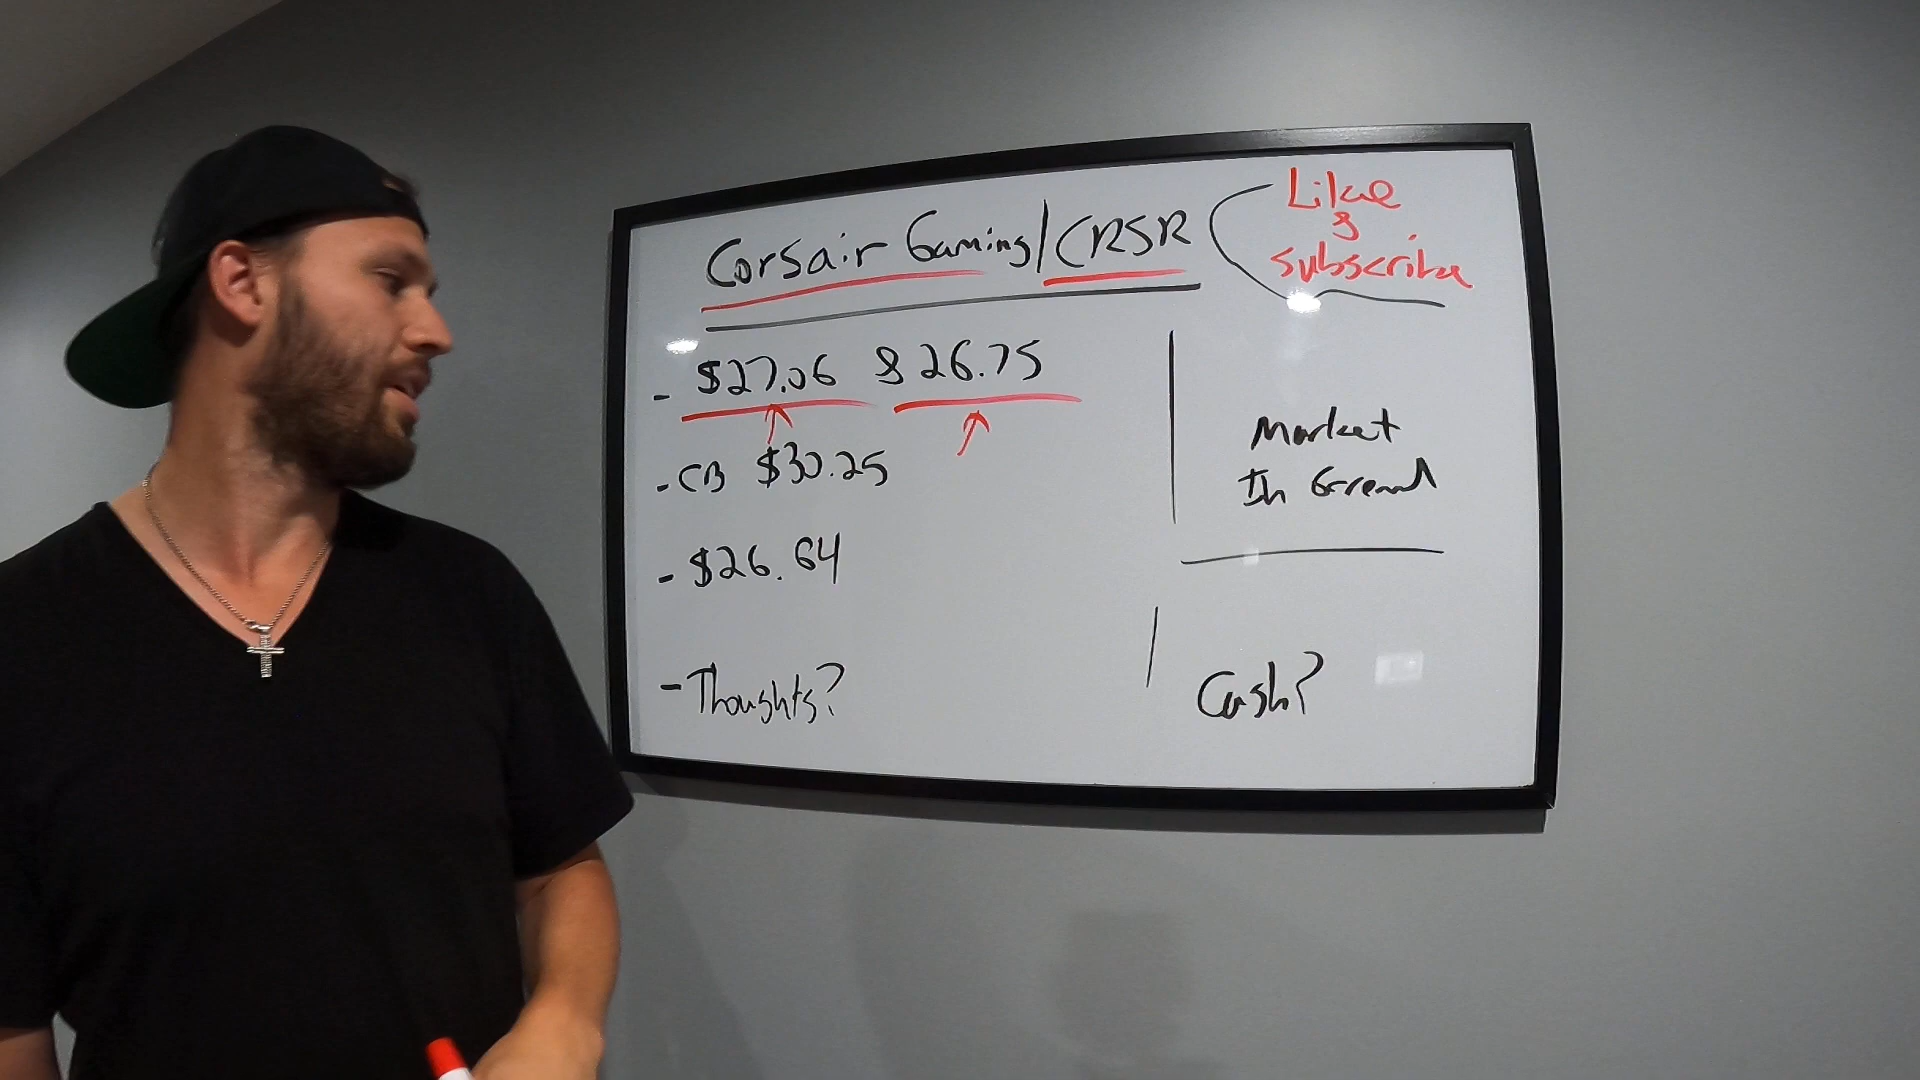 Corsair Gaming/CRSR
Like
&
Subscribe
- $27.06 & 26.75
- CB $30.25
- $26.64
- Thoughts?
Market
In General
Cash?